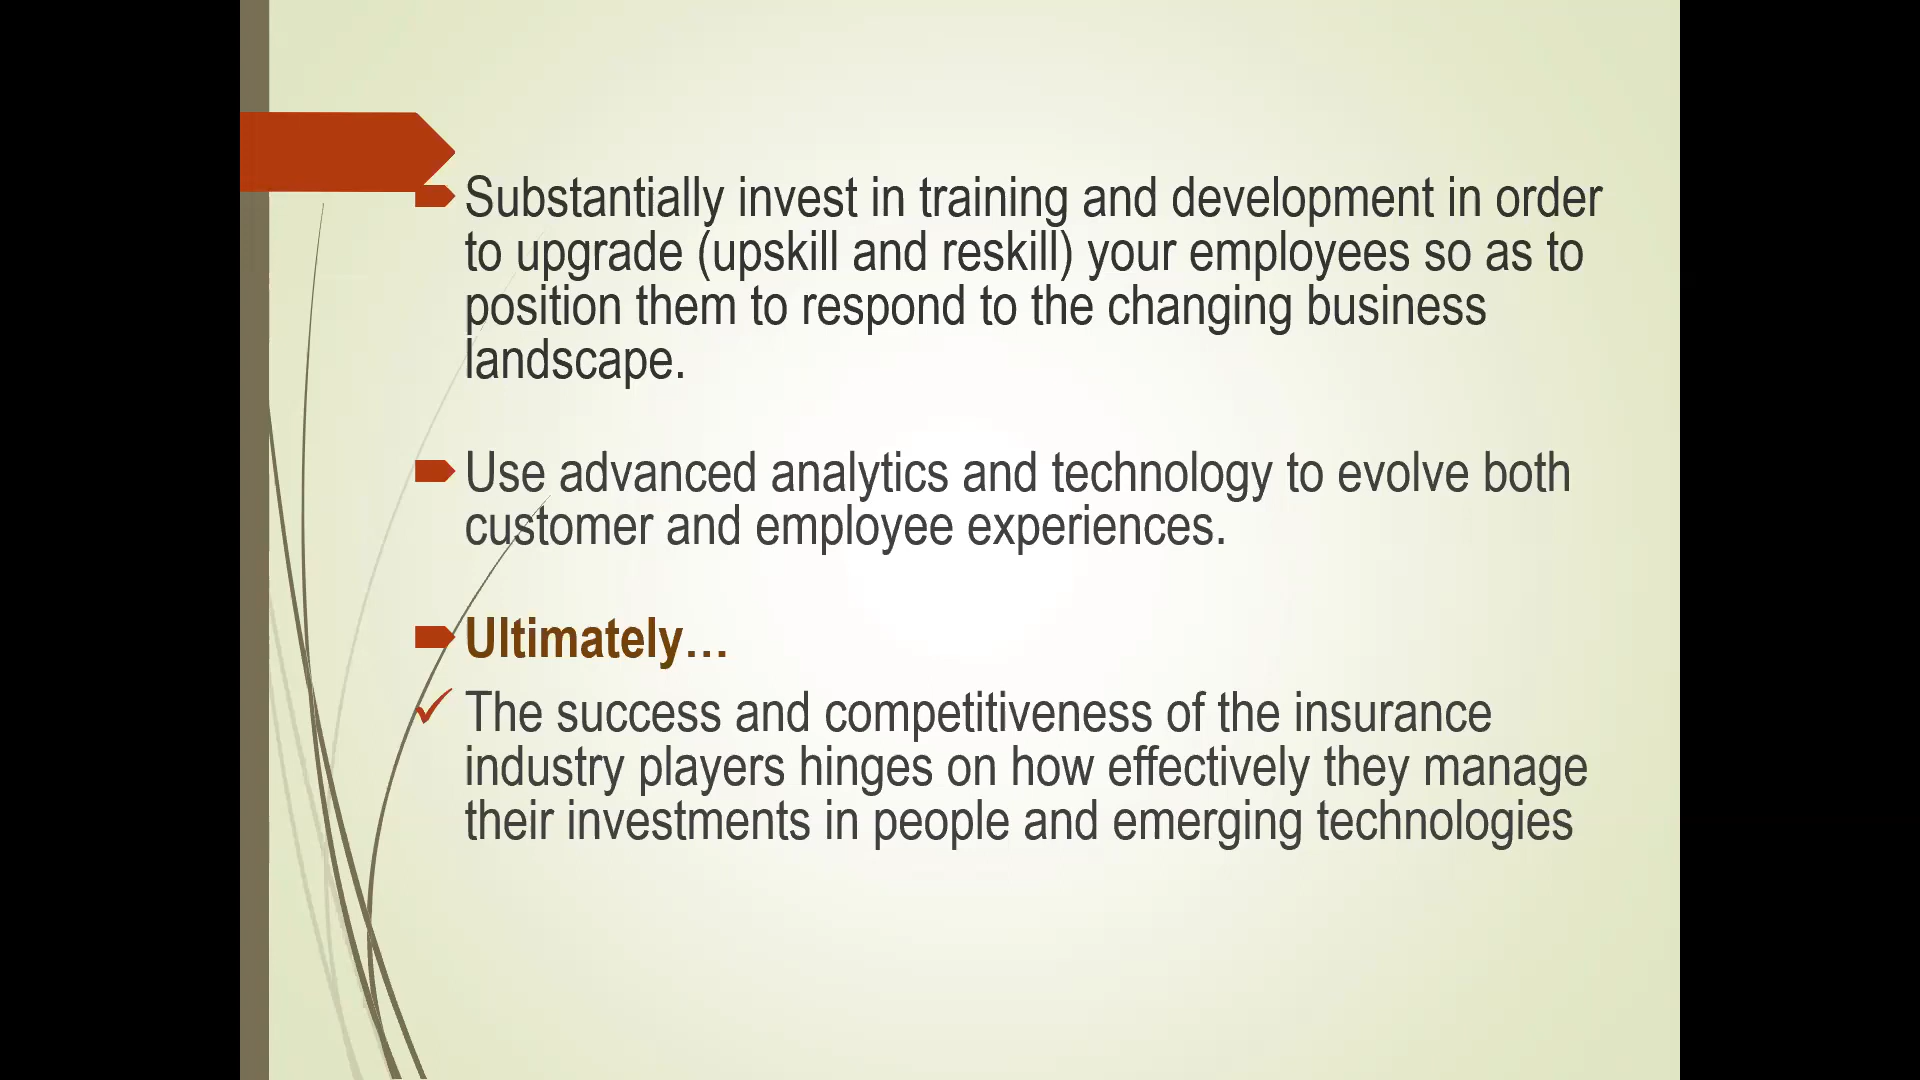 Substantially invest in training and development in order
to upgrade (upskill and reskill) your employees so as to
position them to respond to the changing business
landscape.
Use advanced analytics and technology to evolve both
customer and employee experiences.
Ultimately…
The success and competitiveness of the insurance
industry players hinges on how effectively they manage
their investments in people and emerging technologies